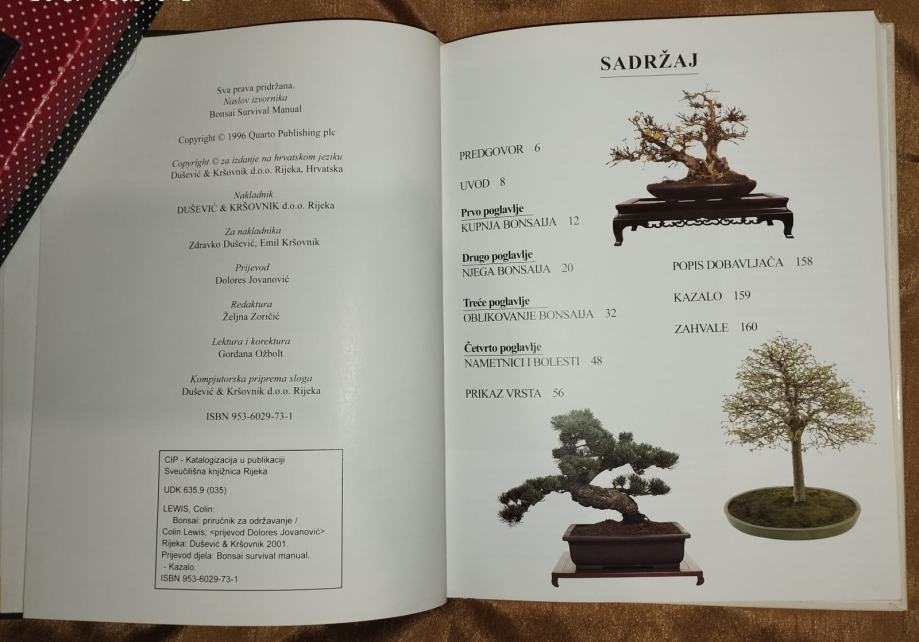 Sva prava pridržana.
Naslov izvornika
Bonsai Survival Manual
Copyright © 1996 Quarto Publishing plc
Copyright © za izdanje na hrvatskom jeziku
Dušević & Kršovnik d.o.o. Rijeka, Hrvatska
Nakladnik
DUŠEVIĆ & KRŠOVNIK d.o.o. Rijeka
Za nakladnika
Zdravko Dušević, Emil Kršovnik
Prijevod
Dolores Jovanović
Redaktura
Željna Zoričić
Lektura i korektura
Gordana Ožbolt
Kompjutorska priprema sloga
Dušević & Kršovnik d.o.o. Rijeka
ISBN 953-6029-73-1
CIP - Katalogizacija u publikaciji
Sveučilišna knjižnica Rijeka
UDK 635.9 (035)
LEWIS, Colin:
Bonsai: priručnik za održavanje /
Colin Lewis; <prijevod Dolores Jovanović>.
Rijeka: Dušević & Kršovnik 2001.
Prijevod djela: Bonsai survival manual.
- Kazalo.
ISBN 953-6029-73-1
SADRŽAJ
PREDGOVOR 6
UVOD 8
Prvo poglavlje
KUPNJA BONSAIJA 12
Drugo poglavlje
NJEGA BONSAIJA 20
Treće poglavlje
OBLIKOVANJE BONSAIJA 32
Četvrto poglavlje
NAMETNICI I BOLESTI 48
PRIKAZ VRSTA 56
POPIS DOBAVLJAČA 158
KAZALO 159
ZAHVALE 160